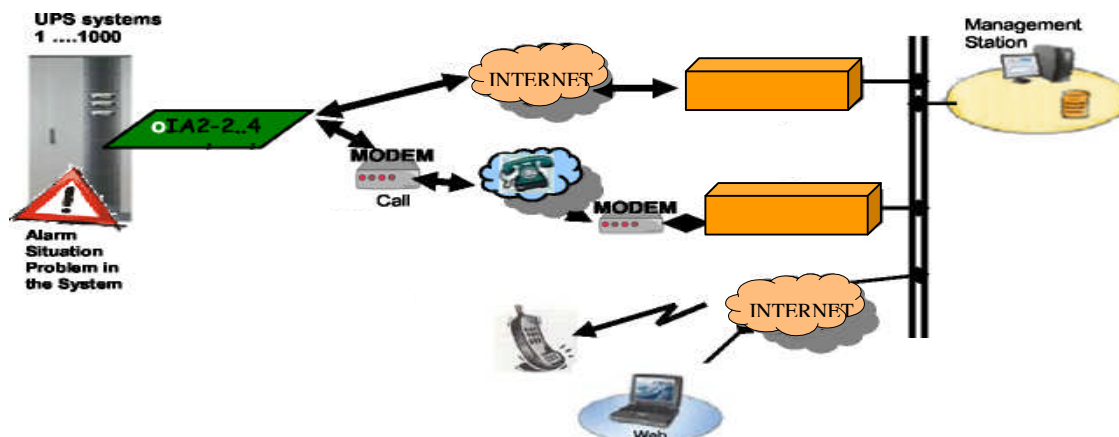 UPS systems
1 ....1000
Management
Station
INTERNET
oIA2-2..4
MODEM
Call
MODEM
Alarm
Situation
Problem in
the System
INTERNET
Web